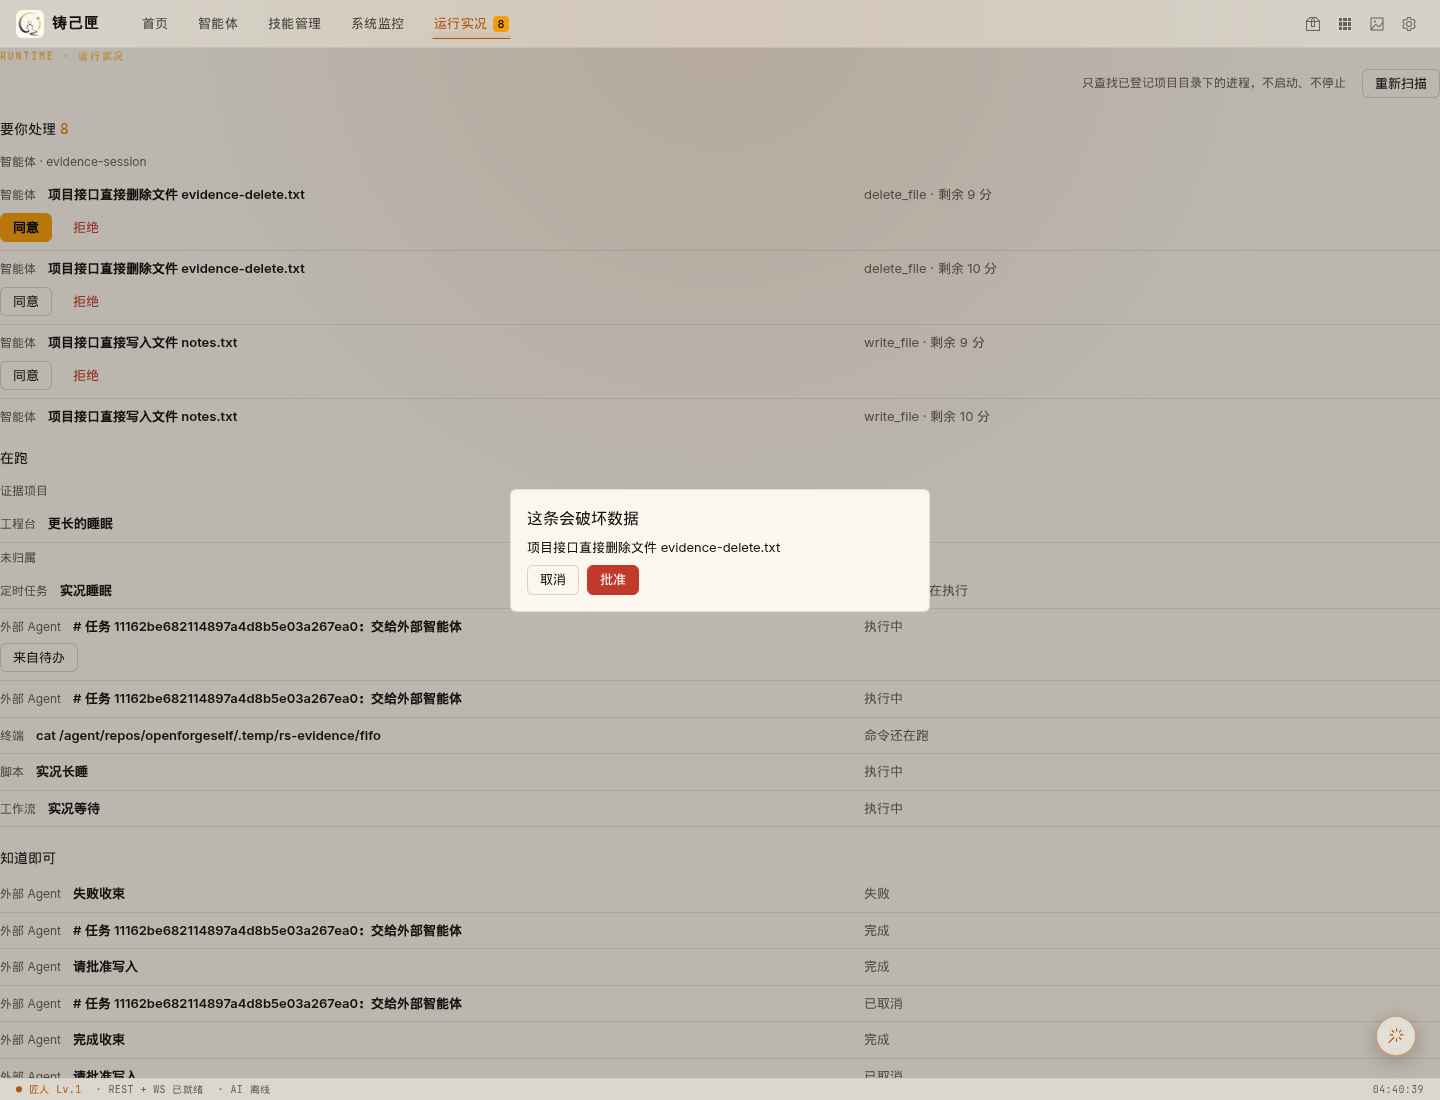 铸己匣 首页 智能体 技能管理 系统监控 运行实况 8
RUNTIME · 运行实况
只查找已登记项目目录下的进程，不启动、不停止 重新扫描
要你处理 8
智能体 · evidence-session
智能体 项目接口直接删除文件 evidence-delete.txt delete_file · 剩余 9 分
同意 拒绝
智能体 项目接口直接删除文件 evidence-delete.txt delete_file · 剩余 10 分
同意 拒绝
智能体 项目接口直接写入文件 notes.txt write_file · 剩余 9 分
同意 拒绝
智能体 项目接口直接写入文件 notes.txt write_file · 剩余 10 分
在跑
证据项目
工程台 更长的睡眠
未归属
定时任务 实况睡眠 在执行
这条会破坏数据
项目接口直接删除文件 evidence-delete.txt
取消 批准
外部 Agent # 任务 11162be682114897a4d8b5e03a267ea0：交给外部智能体 执行中
来自待办
外部 Agent # 任务 11162be682114897a4d8b5e03a267ea0：交给外部智能体 执行中
终端 cat /agent/repos/openforgeself/.temp/rs-evidence/fifo 命令还在跑
脚本 实况长睡 执行中
工作流 实况等待 执行中
知道即可
外部 Agent 失败收束 失败
外部 Agent # 任务 11162be682114897a4d8b5e03a267ea0：交给外部智能体 完成
外部 Agent 请批准写入 完成
外部 Agent # 任务 11162be682114897a4d8b5e03a267ea0：交给外部智能体 已取消
外部 Agent 完成收束 完成
外部 Agent 请批准写入 已取消
匠人 Lv.1 · REST + WS 已就绪 · AI 离线 04:40:39